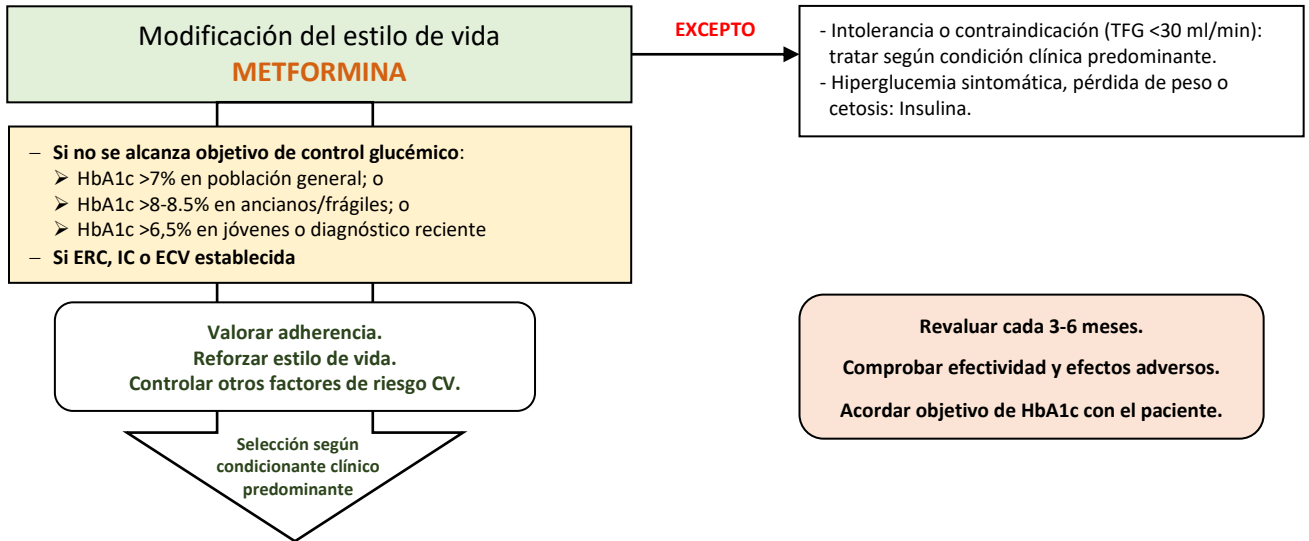 Modificación del estilo de vida
METFORMINA
EXCEPTO
- Intolerancia o contraindicación (TFG <30 ml/min):
tratar según condición clínica predominante.
- Hiperglucemia sintomática, pérdida de peso o
cetosis: Insulina.
– Si no se alcanza objetivo de control glucémico:
➢ HbA1c >7% en población general; o
➢ HbA1c >8-8.5% en ancianos/frágiles; o
➢ HbA1c >6,5% en jóvenes o diagnóstico reciente
– Si ERC, IC o ECV establecida
Valorar adherencia.
Reforzar estilo de vida.
Controlar otros factores de riesgo CV.
Revaluar cada 3-6 meses.
Comprobar efectividad y efectos adversos.
Acordar objetivo de HbA1c con el paciente.
Selección según
condicionante clínico
predominante